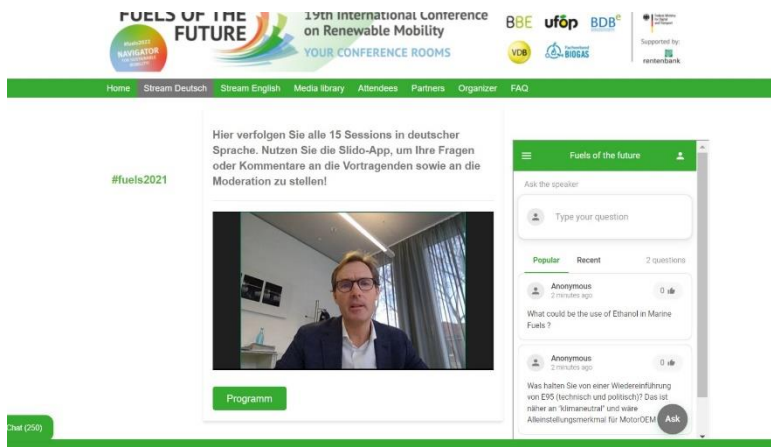 FUELS OF THE
FUTURE
19th International Conference
on Renewable Mobility
YOUR CONFERENCE ROOMS
#fuels2022
NAVIGATOR
BBE
ufop
BDBe
VDB
Fachverband
BIOGAS
Supported by:
rentenbank
Home Stream Deutsch Stream English Media library Attendees Partners Organizer FAQ
#fuels2021
Hier verfolgen Sie alle 15 Sessions in deutscher
Sprache. Nutzen Sie die Slido-App, um Ihre Fragen
oder Kommentare an die Vortragenden sowie an die
Moderation zu stellen!
Programm
Fuels of the future
Ask the speaker
Type your question
Popular Recent 2 questions
Anonymous 0
2 minutes ago
What could be the use of Ethanol in Marine
Fuels ?
Anonymous 0
2 minutes ago
Was halten Sie von einer Wiedereinführung
von E95 (technisch und politisch)? Das ist
näher an "klimaneutral" und wäre
Alleinstellungsmerkmal für MotorOEM
Ask
Chat (250)